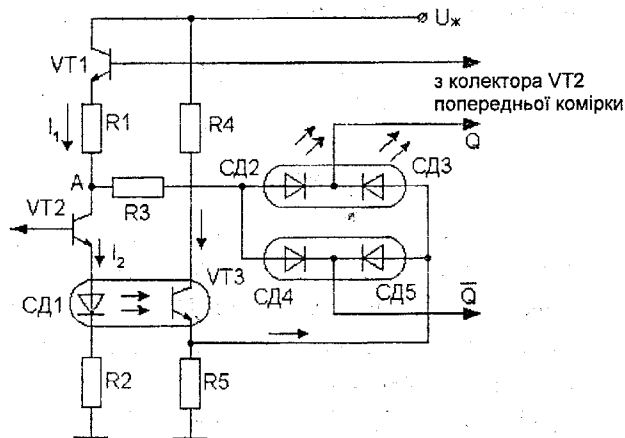 Uж
VT1
з колектора VT2
попередньої комірки
I1
R1
R4
Q
A
СД2
СД3
R3
VT2
I2
VT3
СД4
СД5
Q̅
СД1
R2
R5